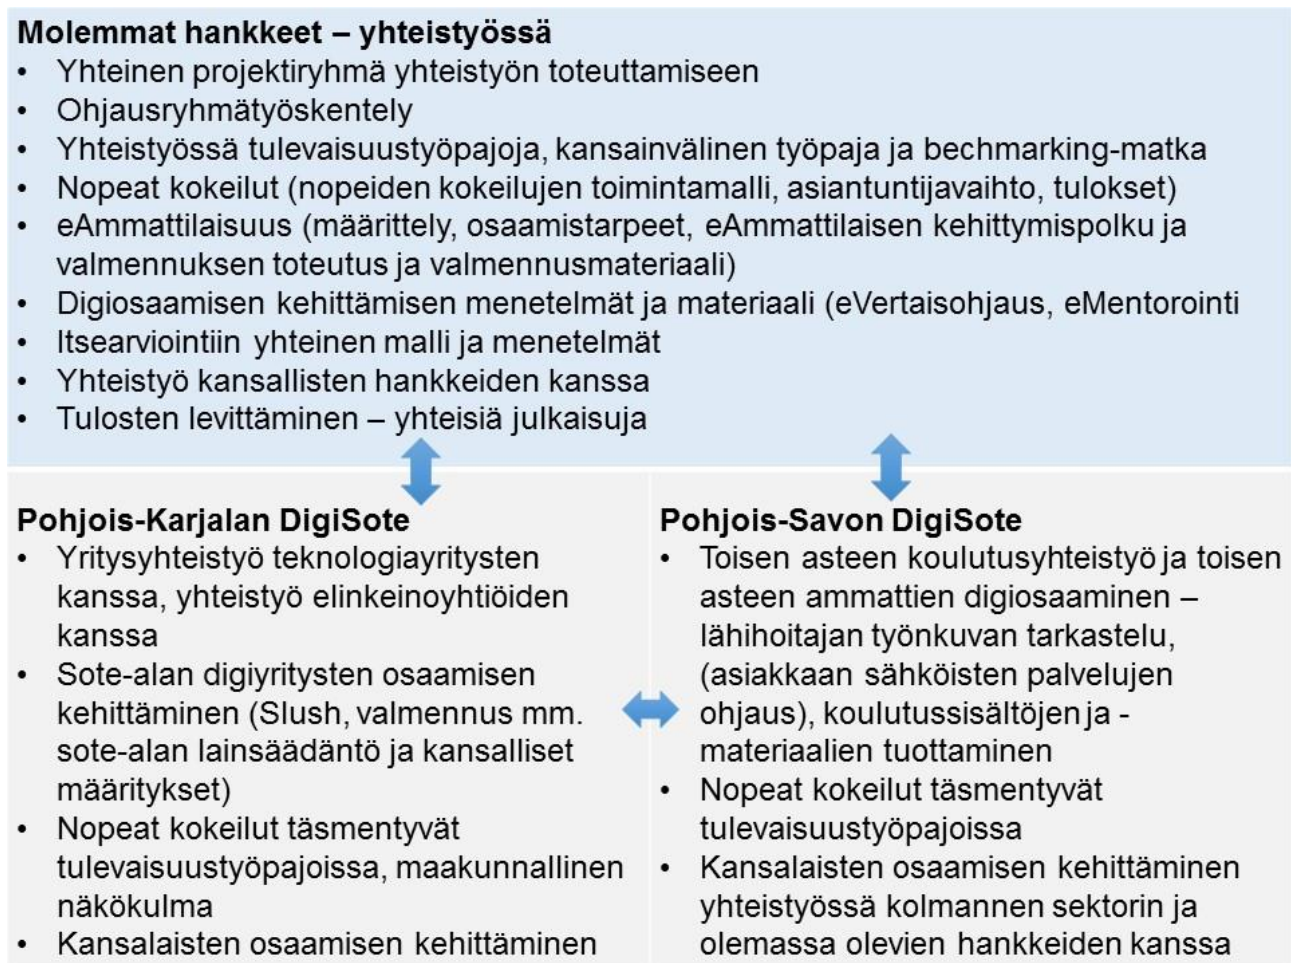 Molemmat hankkeet – yhteistyössä
• Yhteinen projektiryhmä yhteistyön toteuttamiseen
• Ohjausryhmätyöskentely
• Yhteistyössä tulevaisuustyöpajoja, kansainvälinen työpaja ja bechmarking-matka
• Nopeat kokeilut (nopeiden kokeilujen toimintamalli, asiantuntijavaihto, tulokset)
• eAmmattilaisuus (määrittely, osaamistarpeet, eAmmattilaisen kehittymispolku ja
valmennuksen toteutus ja valmennusmateriaali)
• Digiosaamisen kehittämisen menetelmät ja materiaali (eVertaisohjaus, eMentorointi
• Itsearviointiin yhteinen malli ja menetelmät
• Yhteistyö kansallisten hankkeiden kanssa
• Tulosten levittäminen – yhteisiä julkaisuja
Pohjois-Karjalan DigiSote
• Yritysyhteistyö teknologiayritysten
kanssa, yhteistyö elinkeinoyhtiöiden
kanssa
• Sote-alan digiyritysten osaamisen
kehittäminen (Slush, valmennus mm.
sote-alan lainsäädäntö ja kansalliset
määritykset)
• Nopeat kokeilut täsmentyvät
tulevaisuustyöpajoissa, maakunnallinen
näkökulma
• Kansalaisten osaamisen kehittäminen
Pohjois-Savon DigiSote
• Toisen asteen koulutusyhteistyö ja toisen
asteen ammattien digiosaaminen –
lähihoitajan työnkuvan tarkastelu,
(asiakkaan sähköisten palvelujen
ohjaus), koulutussisältöjen ja -
materiaalien tuottaminen
• Nopeat kokeilut täsmentyvät
tulevaisuustyöpajoissa
• Kansalaisten osaamisen kehittäminen
yhteistyössä kolmannen sektorin ja
olemassa olevien hankkeiden kanssa